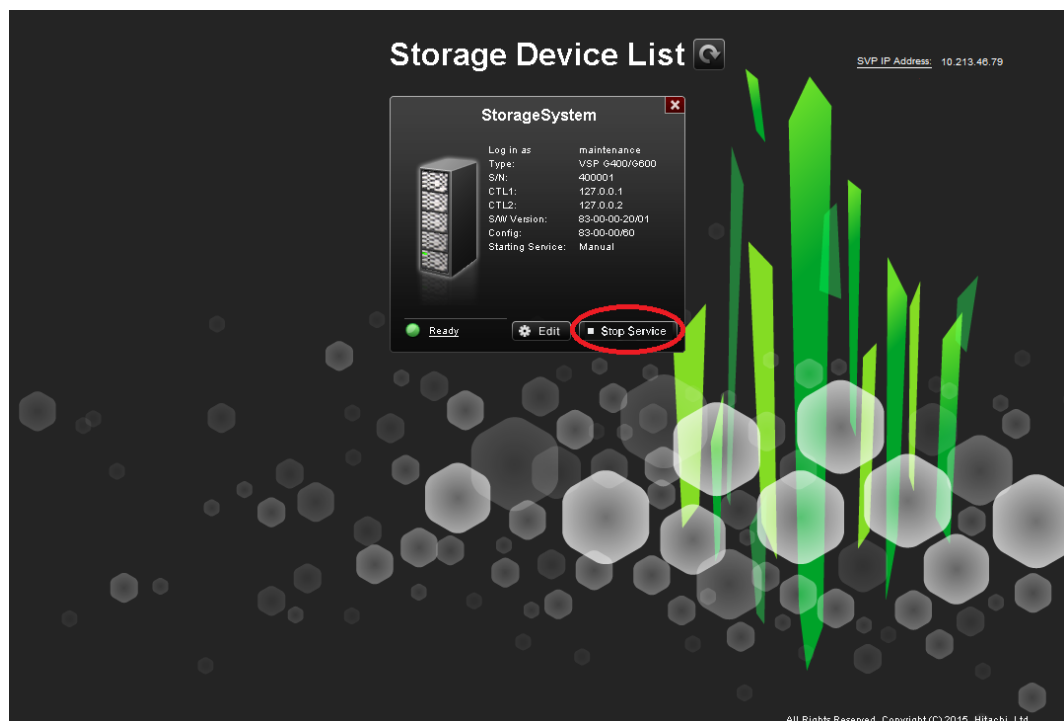 Storage Device List
SVP IP Address: 10.213.46.79
StorageSystem
Log in as maintenance
Type: VSP G400/G600
S/N: 400001
CTL1: 127.0.0.1
CTL2: 127.0.0.2
S/W Version: 83-00-00-20/01
Config: 83-00-00/60
Starting Service: Manual
Ready
Edit
Stop Service
All Rights Reserved, Copyright (C) 2015, Hitachi, Ltd.